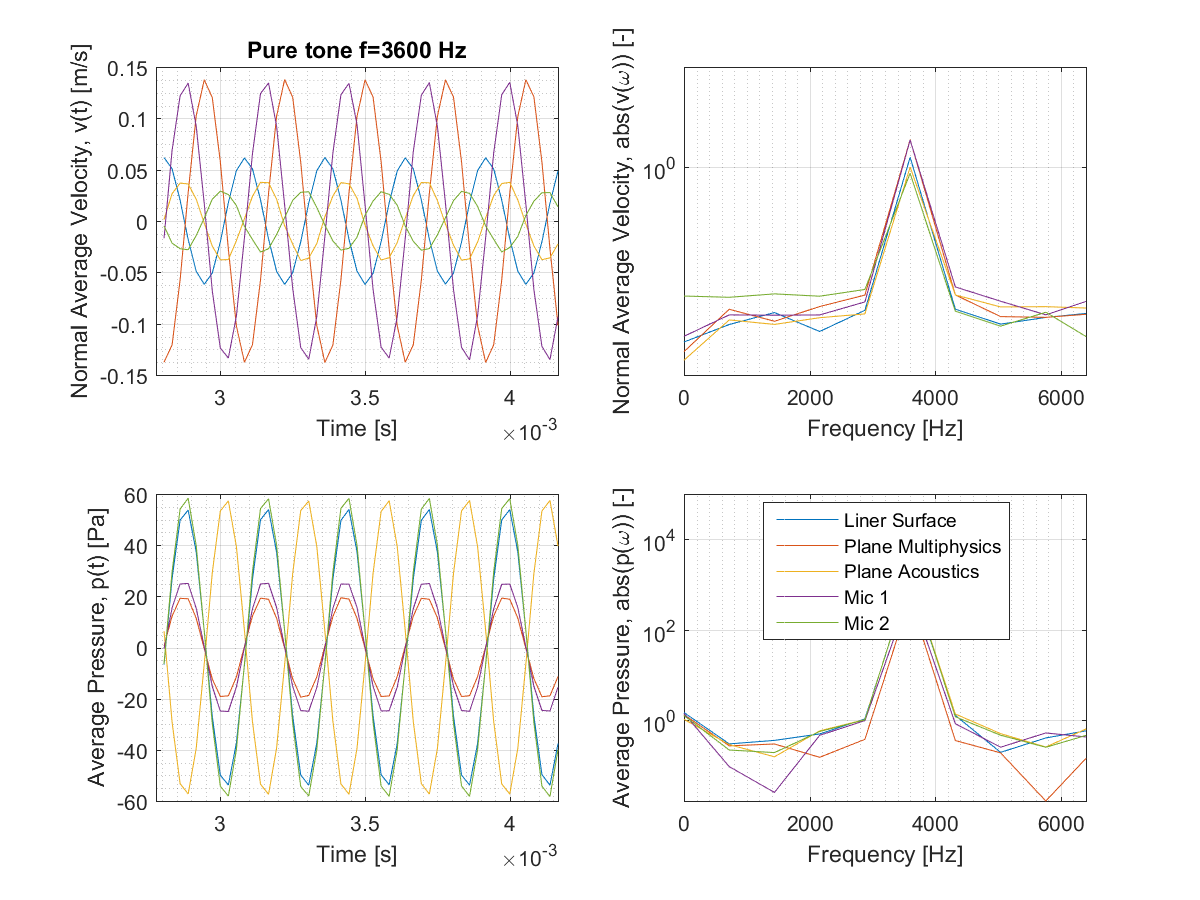 Pure tone f=3600 Hz
Normal Average Velocity, v(t) [m/s]
0.15
0.1
0.05
0
-0.05
-0.1
-0.15
3
3.5
4
Time [s]
×10-3
Normal Average Velocity, abs(v(ω)) [-]
100
0
2000
4000
6000
Frequency [Hz]
Average Pressure, p(t) [Pa]
60
40
20
0
-20
-40
-60
3
3.5
4
Time [s]
×10-3
Average Pressure, abs(p(ω)) [-]
104
102
100
Liner Surface
Plane Multiphysics
Plane Acoustics
Mic 1
Mic 2
0
2000
4000
6000
Frequency [Hz]